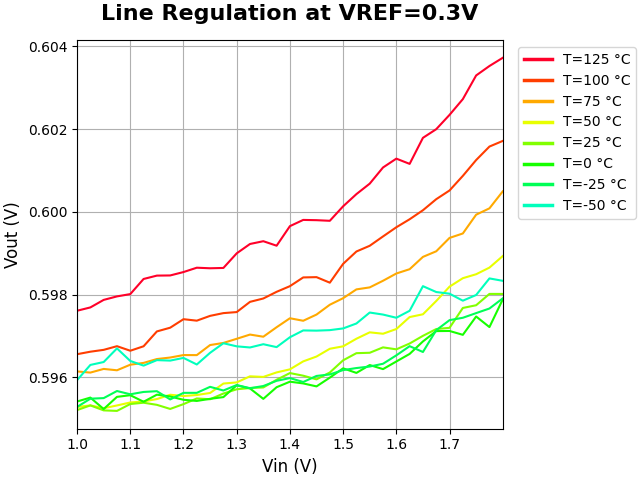 Line Regulation at VREF=0.3V
Vout (V)
0.604
0.602
0.600
0.598
0.596
1.0 1.1 1.2 1.3 1.4 1.5 1.6 1.7
Vin (V)
T=125 °C
T=100 °C
T=75 °C
T=50 °C
T=25 °C
T=0 °C
T=-25 °C
T=-50 °C